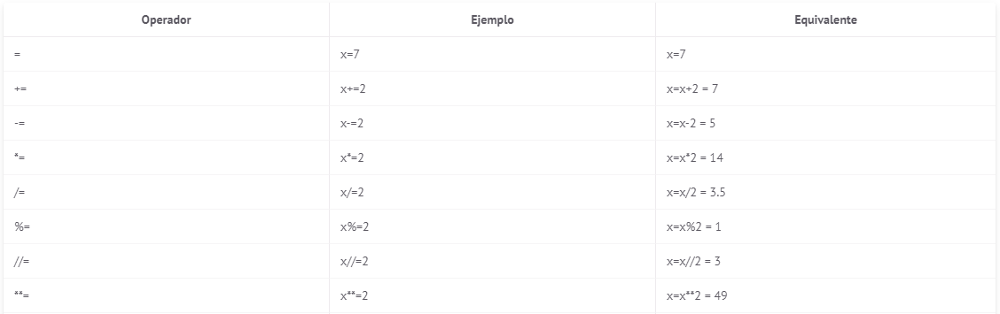 Operador Ejemplo Equivalente
= x=7 x=7
+= x+=2 x=x+2 = 7
-= x-=2 x=x-2 = 5
*= x*=2 x=x*2 = 14
/= x/=2 x=x/2 = 3.5
%= x%=2 x=x%2 = 1
//= x//=2 x=x//2 = 3
**= x**=2 x=x**2 = 49